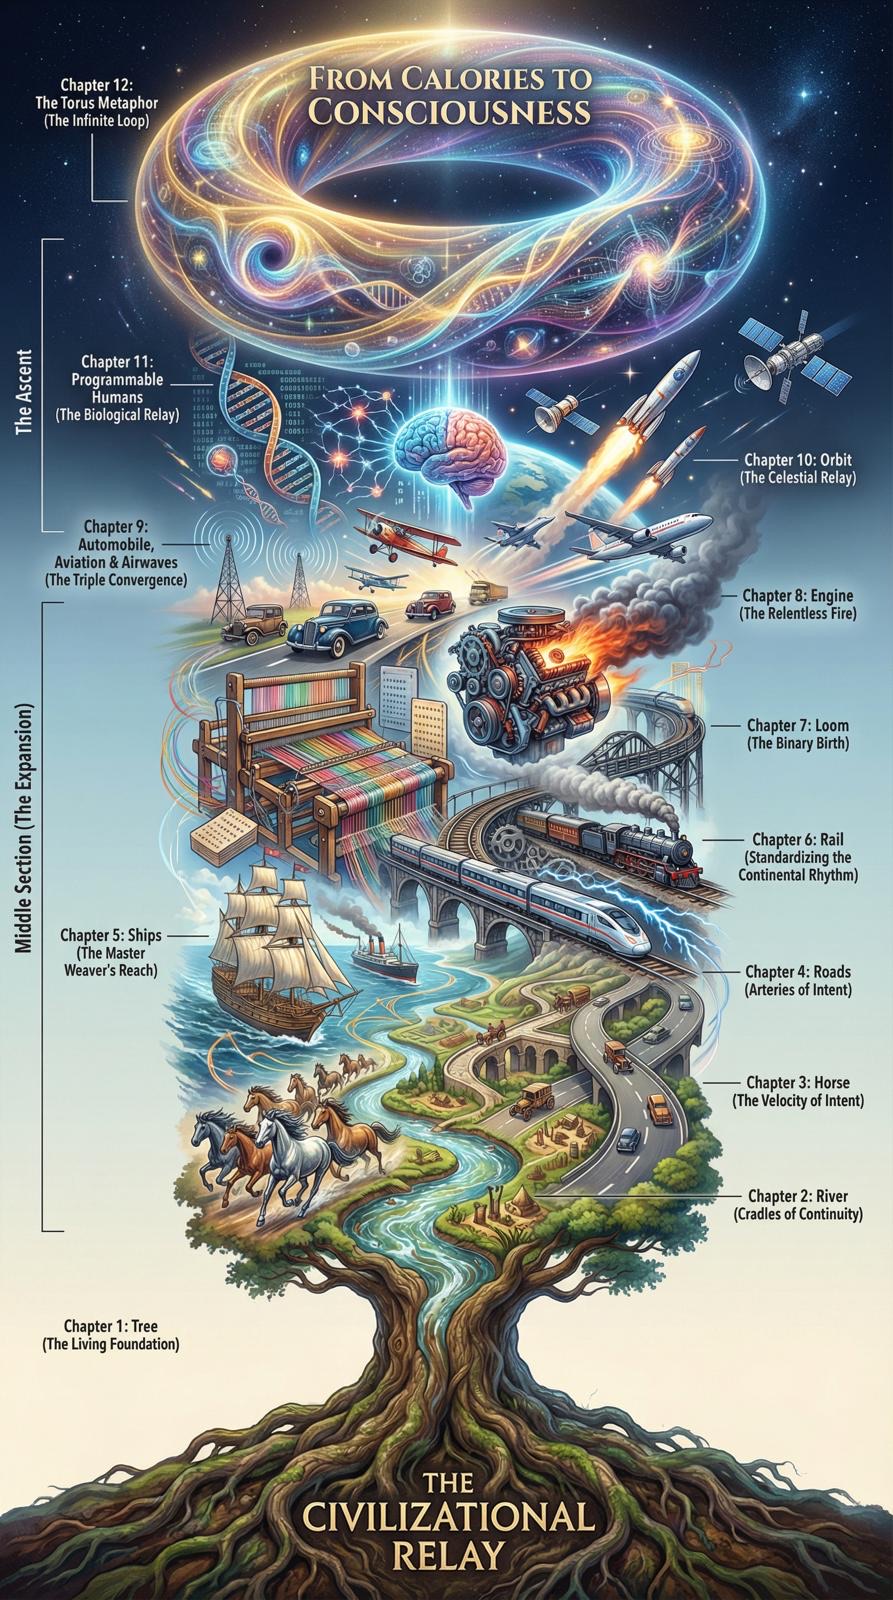 FROM CALORIES TO
CONSCIOUSNESS
Chapter 12:
The Torus Metaphor
(The Infinite Loop)
The Ascent
Chapter 11:
Programmable
Humans
(The Biological Relay)
Chapter 10: Orbit
(The Celestial Relay)
Chapter 9:
Automobile,
Aviation & Airwaves
(The Triple Convergence)
Chapter 8: Engine
(The Relentless Fire)
Middle Section (The Expansion)
Chapter 7: Loom
(The Binary Birth)
Chapter 6: Rail
(Standardizing the
Continental Rhythm)
Chapter 5: Ships
(The Master
Weaver's Reach)
Chapter 4: Roads
(Arteries of Intent)
Chapter 3: Horse
(The Velocity of Intent)
Chapter 2: River
(Cradles of Continuity)
Chapter 1: Tree
(The Living Foundation)
THE
CIVILIZATIONAL
RELAY